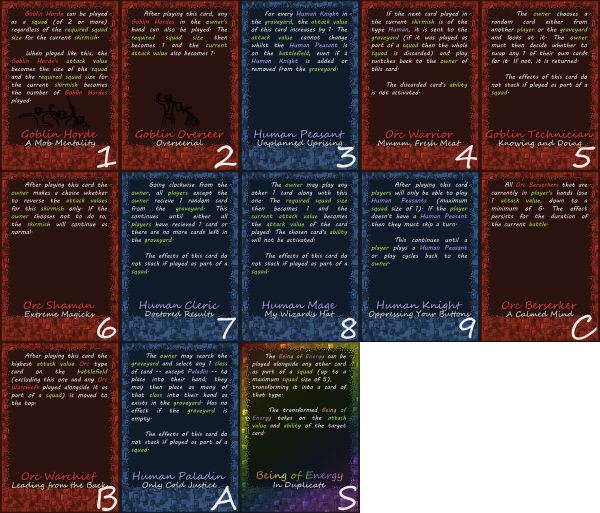 Goblin Horde can be played
as a squad (of 2 or more)
regardless of the required squad
size for the current skirmish.
When played like this, the
Goblin Horde's attack value
becomes the size of the squad
and the required squad size for
the current skirmish becomes
the number of Goblin Hordes
played.
Goblin Horde
A Mob Mentality
1
After playing this card, any
Goblin Hordes in the owner's
hand can also be played. The
required squad size then
becomes 1 and the current
attack value also becomes 1.
Goblin Overseer
Overseerial
2
For every Human Knight in
the graveyard, the attack value
of this card increases by 1. The
attack value cannot change
whilst the Human Peasant is
on the battlefield, even if a
Human Knight is added or
removed from the graveyard.
Human Peasant
Unplanned Uprising
3
If the next card played in
the current skirmish is of the
type Human, it is sent to the
graveyard (if it was played as
part of a squad then the whole
squad is discarded) and play
switches back to the owner of
this card.
The discarded card's ability
is not activated.
Orc Warrior
Mmmm, Fresh Meat
4
The owner chooses a
random card either from
another player or the graveyard
and looks at it. The owner
must then decide whether to
swap any 1 of their own cards
for it. If not, it is returned.
The effects of this card do
not stack if played as part of a
squad.
Goblin Technician
Knowing and Doing
5
After playing this card the
owner makes a choice whether
to reverse the attack values
for this skirmish only. If the
owner chooses not to do so,
the skirmish will continue as
normal.
Orc Shaman
Extreme Magicks
6
Going clockwise from the
owner, all players except the
owner recieve 1 random card
from the graveyard. This
continues until either all
players have recieved 1 card or
there are no more cards left in
the graveyard.
The effects of this card do
not stack if played as part of a
squad.
Human Cleric
Doctored Results
7
The owner may play any
other 1 card along with this
one. The required squad size
then becomes 1 and the
current attack value becomes
the attack value of the card
played. The chosen card's ability
will not be activated.
The effects of this card do
not stack if played as part of a
squad.
Human Mage
My Wizard's Hat
8
After playing this card
players will only be able to play
Human Peasants (maximum
squad size of 1). If the player
doesn't have a Human Peasant
then they must skip a turn.
This continues until a
player plays a Human Peasant
or play cycles back to the
owner.
Human Knight
Oppressing Your Buttons
9
All Orc Berserkers that are
currently in player's hands lose
1 attack value, down to a
minimum of 6. The effect
persists for the duration of
the current battle.
Orc Berserker
A Calmed Mind
C
After playing this card the
highest attack value Orc type
card on the battlefield
(excluding this one and any Orc
Warchiefs played alongside it as
part of a squad) is moved to
the top.
Orc Warchief
Leading from the Back
B
The owner may search the
graveyard and select any 1 class
of card -- except Paladin -- to
place into their hand; they
may then place as many of
that class into their hand as
exists in the graveyard. Has no
effect if the graveyard is
empty.
The effects of this card do
not stack if played as part of a
squad.
Human Paladin
Only Cold Justice
A
The Being of Energy can be
played alongside any other card
as part of a squad (up to a
maximum squad size of 5),
transforming it into a card of
that type.
The transformed Being of
Energy takes on the attack
value and ability of the target
card.
Being of Energy
In Duplicate
S